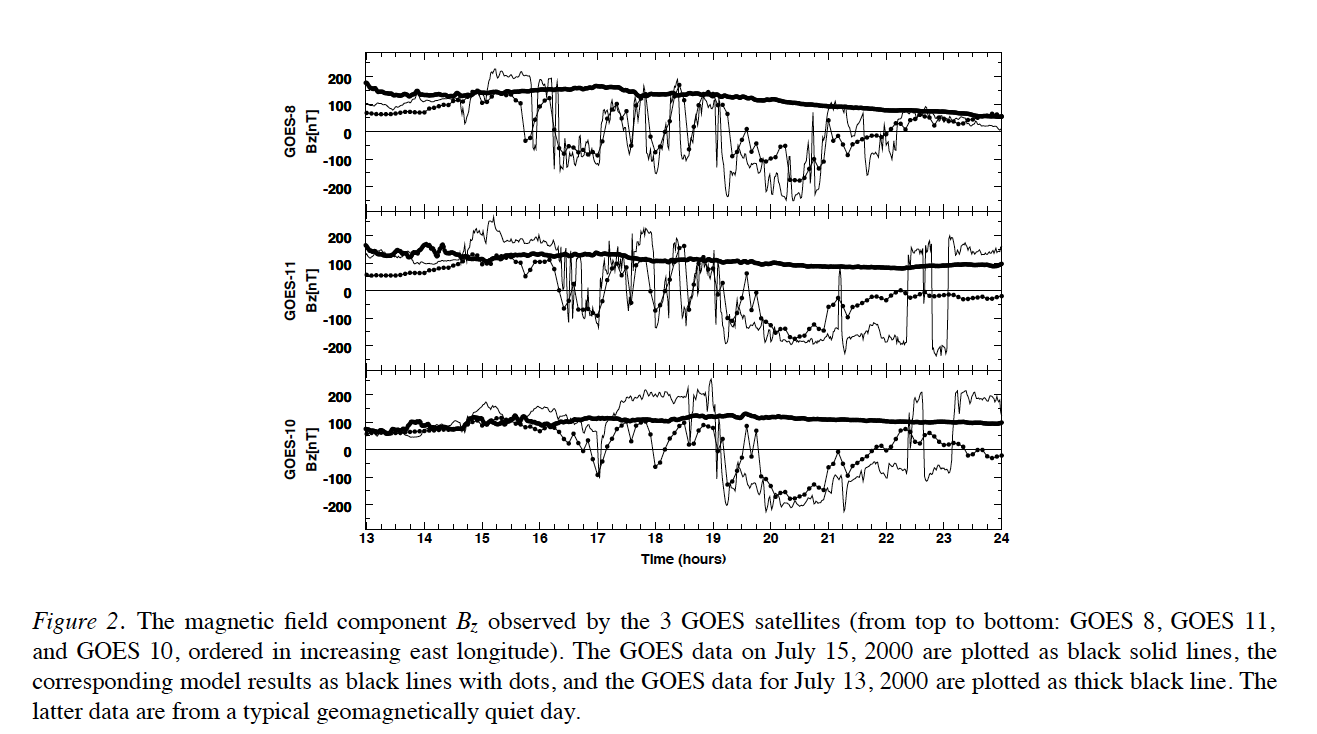 200
100
0
-100
-200
GOES-8
Bz[nT]
200
100
0
-100
-200
GOES-11
Bz[nT]
200
100
0
-100
-200
GOES-10
Bz[nT]
13 14 15 16 17 18 19 20 21 22 23 24
Time (hours)
Figure 2. The magnetic field component Bz observed by the 3 GOES satellites (from top to bottom: GOES 8, GOES 11,
and GOES 10, ordered in increasing east longitude). The GOES data on July 15, 2000 are plotted as black solid lines, the
corresponding model results as black lines with dots, and the GOES data for July 13, 2000 are plotted as thick black line. The
latter data are from a typical geomagnetically quiet day.